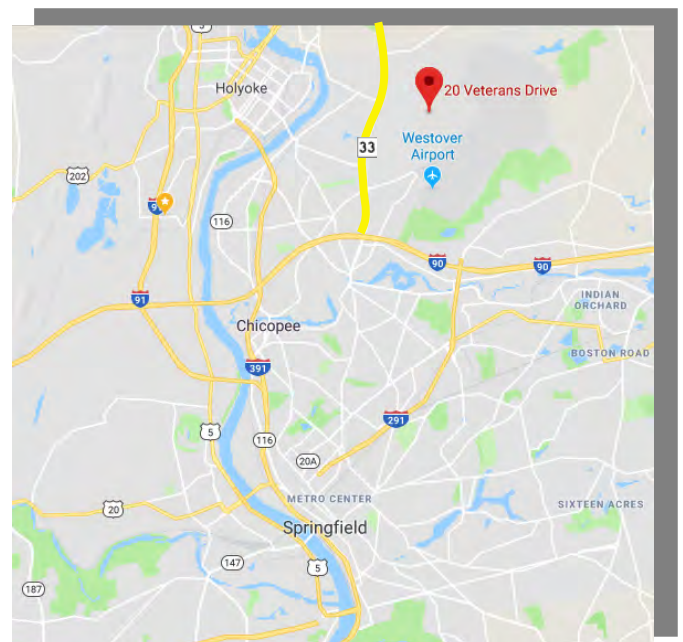 5
202
Holyoke
20 Veterans Drive
33
Westover
Airport
202
116
90
90
91
INDIAN
ORCHARD
Chicopee
BOSTON ROAD
391
291
5
116
20A
METRO CENTER
SIXTEEN ACRES
20
Springfield
147
5
187